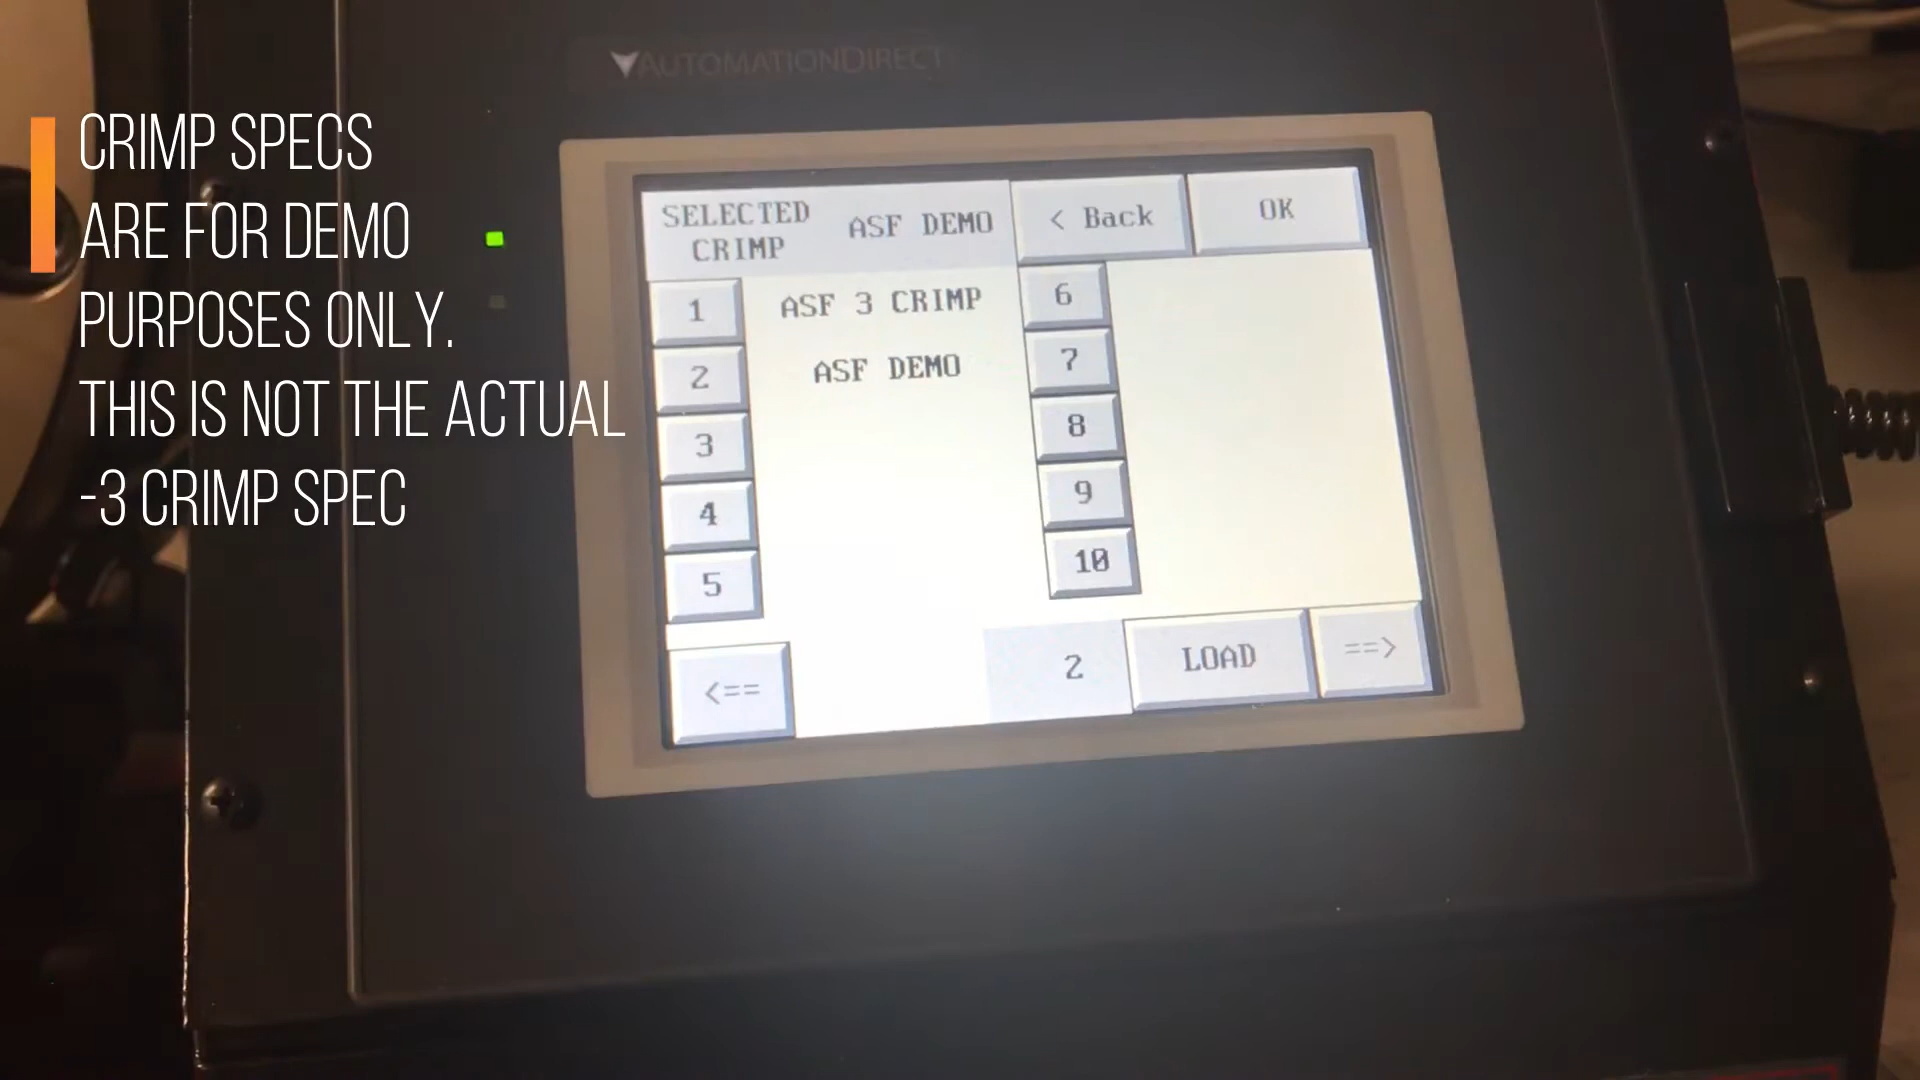 AUTOMATIONDIRECT
CRIMP SPECS
ARE FOR DEMO
PURPOSES ONLY.
THIS IS NOT THE ACTUAL
-3 CRIMP SPEC
SELECTED
CRIMP
ASF DEMO
< Back
OK
1
ASF 3 CRIMP
6
2
ASF DEMO
7
3
8
4
9
5
10
<==
2
LOAD
==>